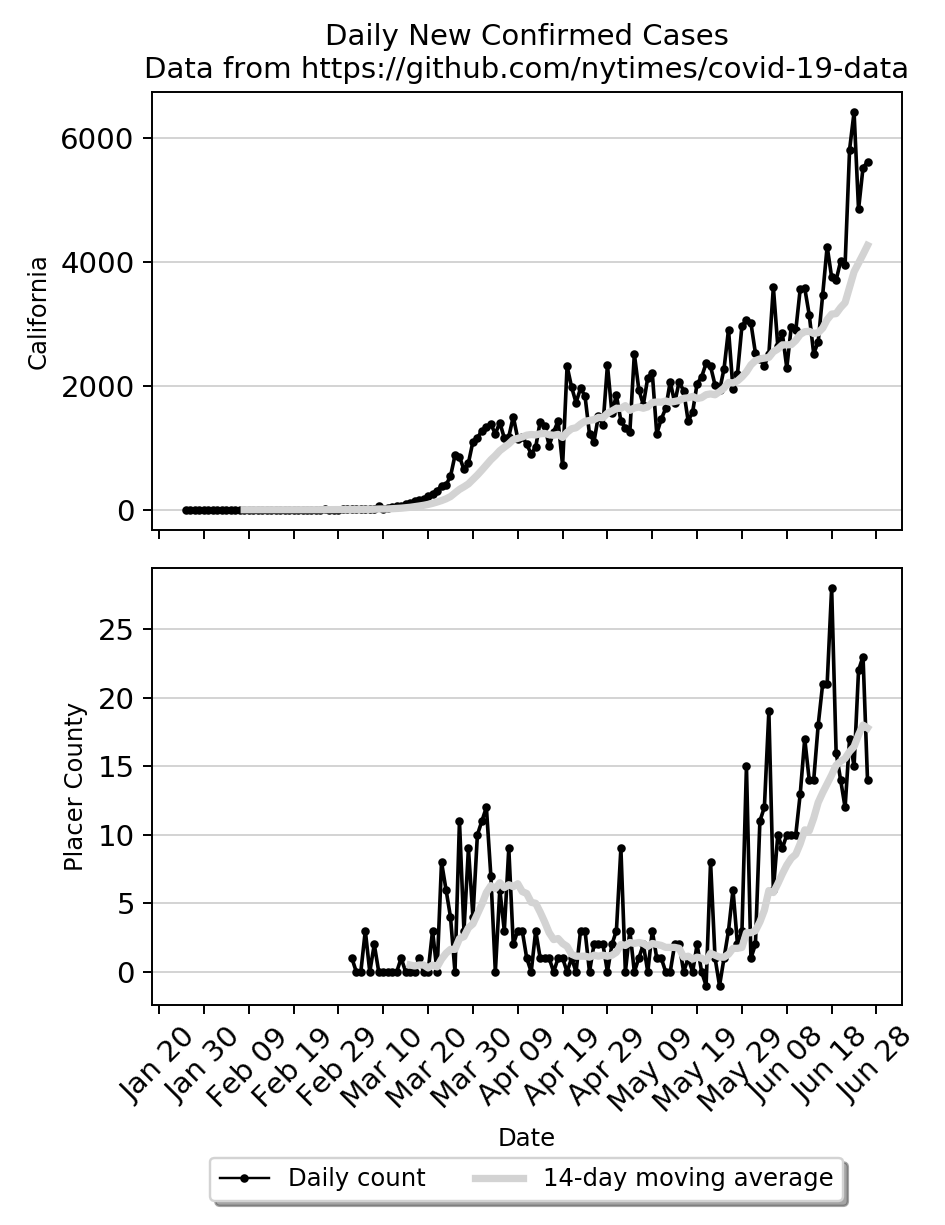 Daily New Confirmed Cases
Data from https://github.com/nytimes/covid-19-data
6000
4000
2000
0
California
25
20
15
10
5
0
Placer County
Jan 20
Jan 30
Feb 09
Feb 19
Feb 29
Mar 10
Mar 20
Mar 30
Apr 09
Apr 19
Apr 29
May 09
May 19
May 29
Jun 08
Jun 18
Jun 28
Date
Daily count
14-day moving average